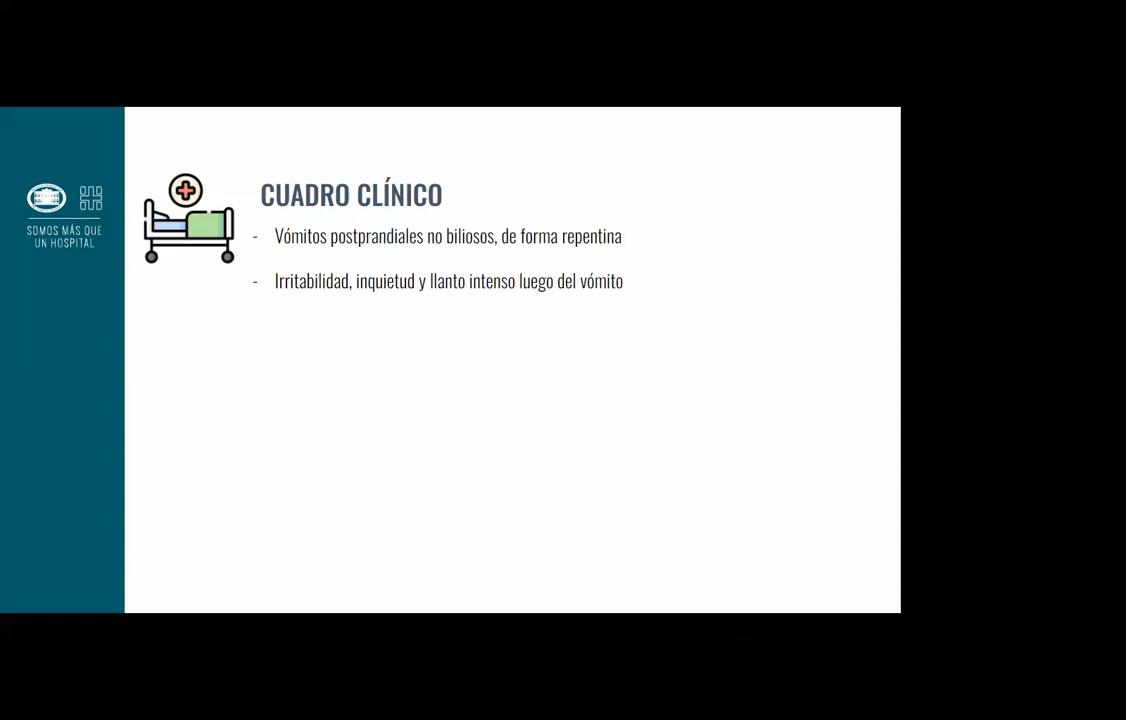 SOMOS MÁS QUE
UN HOSPITAL
CUADRO CLÍNICO
- Vómitos postprandiales no biliosos, de forma repentina
- Irritabilidad, inquietud y llanto intenso luego del vómito